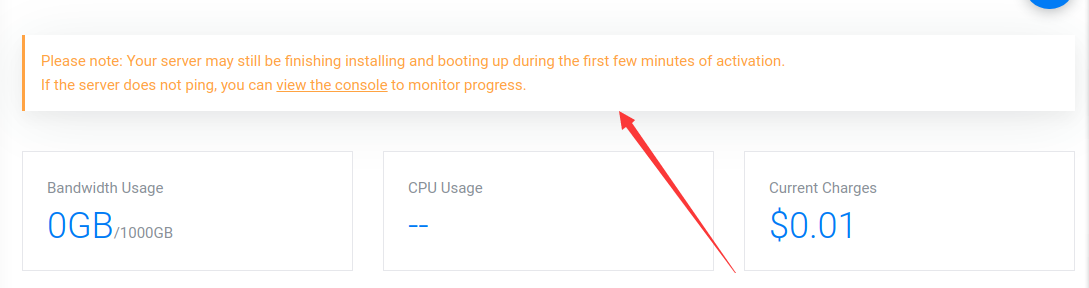 Please note: Your server may still be finishing installing and booting up during the first few minutes of activation.
If the server does not ping, you can view the console to monitor progress.
Bandwidth Usage
0GB/1000GB
CPU Usage
--
Current Charges
$0.01